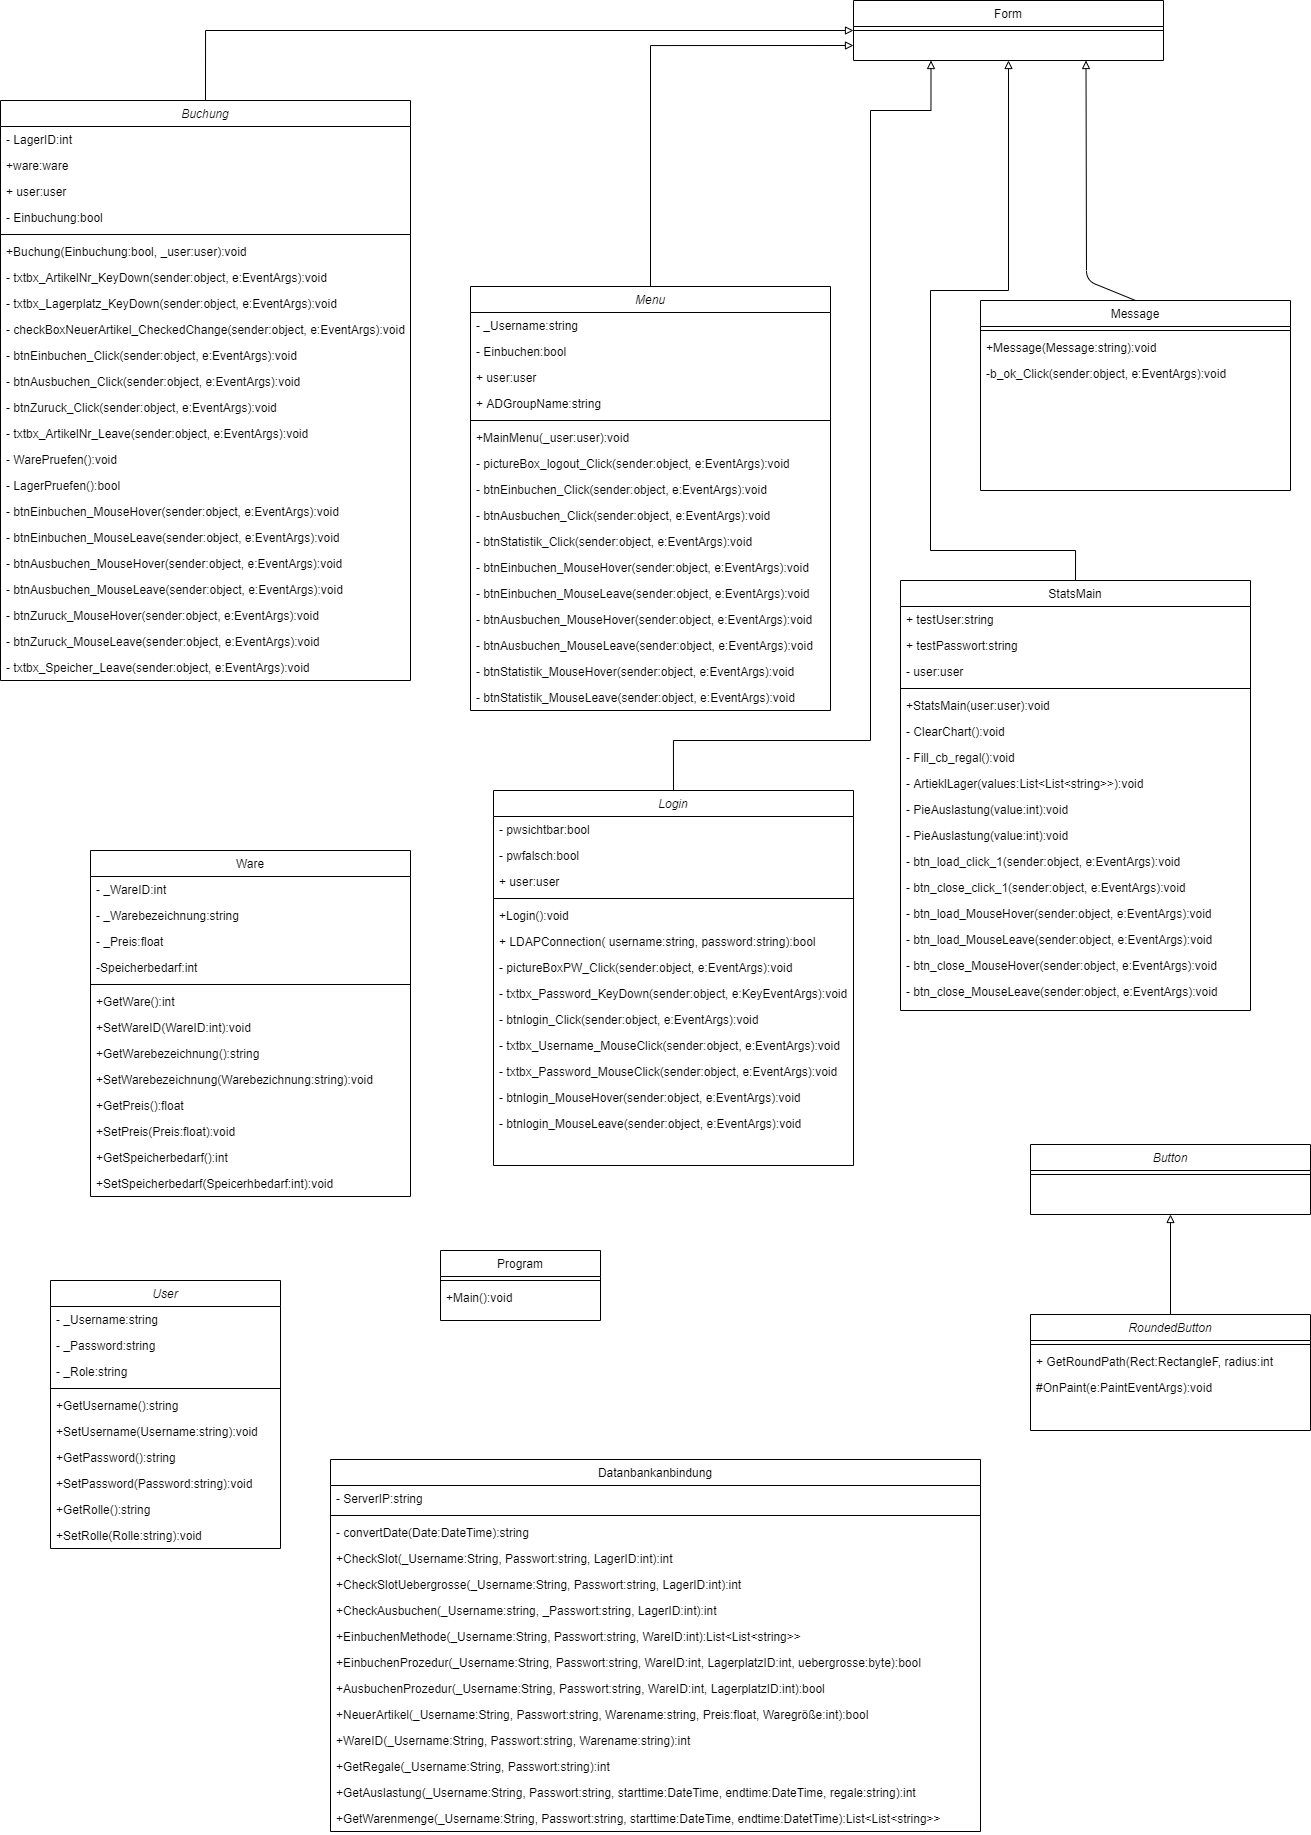 Form
Buchung
- LagerID:int
+ware:ware
+ user:user
- Einbuchung:bool
+Buchung(Einbuchung:bool, _user:user):void
- txtbx_ArtikelNr_KeyDown(sender:object, e:EventArgs):void
- txtbx_Lagerplatz_KeyDown(sender:object, e:EventArgs):void
- checkBoxNeuerArtikel_CheckedChange(sender:object, e:EventArgs):void
- btnEinbuchen_Click(sender:object, e:EventArgs):void
- btnAusbuchen_Click(sender:object, e:EventArgs):void
- btnZuruck_Click(sender:object, e:EventArgs):void
- txtbx_ArtikelNr_Leave(sender:object, e:EventArgs):void
- WarePruefen():void
- LagerPruefen():bool
- btnEinbuchen_MouseHover(sender:object, e:EventArgs):void
- btnEinbuchen_MouseLeave(sender:object, e:EventArgs):void
- btnAusbuchen_MouseHover(sender:object, e:EventArgs):void
- btnAusbuchen_MouseLeave(sender:object, e:EventArgs):void
- btnZuruck_MouseHover(sender:object, e:EventArgs):void
- btnZuruck_MouseLeave(sender:object, e:EventArgs):void
- txtbx_Speicher_Leave(sender:object, e:EventArgs):void
Menu
- _Username:string
- Einbuchen:bool
+ user:user
+ ADGroupName:string
+MainMenu(_user:user):void
- pictureBox_logout_Click(sender:object, e:EventArgs):void
- btnEinbuchen_Click(sender:object, e:EventArgs):void
- btnAusbuchen_Click(sender:object, e:EventArgs):void
- btnStatistik_Click(sender:object, e:EventArgs):void
- btnEinbuchen_MouseHover(sender:object, e:EventArgs):void
- btnEinbuchen_MouseLeave(sender:object, e:EventArgs):void
- btnAusbuchen_MouseHover(sender:object, e:EventArgs):void
- btnAusbuchen_MouseLeave(sender:object, e:EventArgs):void
- btnStatistik_MouseHover(sender:object, e:EventArgs):void
- btnStatistik_MouseLeave(sender:object, e:EventArgs):void
Message
+Message(Message:string):void
-b_ok_Click(sender:object, e:EventArgs):void
StatsMain
+ testUser:string
+ testPasswort:string
- user:user
+StatsMain(user:user):void
- ClearChart():void
- Fill_cb_regal():void
- ArtieklLager(values:List<List<string>>):void
- PieAuslastung(value:int):void
- PieAuslastung(value:int):void
- btn_load_click_1(sender:object, e:EventArgs):void
- btn_close_click_1(sender:object, e:EventArgs):void
- btn_load_MouseHover(sender:object, e:EventArgs):void
- btn_load_MouseLeave(sender:object, e:EventArgs):void
- btn_close_MouseHover(sender:object, e:EventArgs):void
- btn_close_MouseLeave(sender:object, e:EventArgs):void
Login
- pwsichtbar:bool
- pwfalsch:bool
+ user:user
+Login():void
+ LDAPConnection( username:string, password:string):bool
- pictureBoxPW_Click(sender:object, e:EventArgs):void
- txtbx_Password_KeyDown(sender:object, e:KeyEventArgs):void
- btnlogin_Click(sender:object, e:EventArgs):void
- txtbx_Username_MouseClick(sender:object, e:EventArgs):void
- txtbx_Password_MouseClick(sender:object, e:EventArgs):void
- btnlogin_MouseHover(sender:object, e:EventArgs):void
- btnlogin_MouseLeave(sender:object, e:EventArgs):void
Ware
- _WareID:int
- _Warebezeichnung:string
- _Preis:float
-Speicherbedarf:int
+GetWare():int
+SetWareID(WareID:int):void
+GetWarebezeichnung():string
+SetWarebezeichnung(Warebezichnung:string):void
+GetPreis():float
+SetPreis(Preis:float):void
+GetSpeicherbedarf():int
+SetSpeicherbedarf(Speicerhbedarf:int):void
Button
RoundedButton
+ GetRoundPath(Rect:RectangleF, radius:int
#OnPaint(e:PaintEventArgs):void
Program
+Main():void
User
- _Username:string
- _Password:string
- _Role:string
+GetUsername():string
+SetUsername(Username:string):void
+GetPassword():string
+SetPassword(Password:string):void
+GetRolle():string
+SetRolle(Rolle:string):void
Datanbankanbindung
- ServerIP:string
- convertDate(Date:DateTime):string
+CheckSlot(_Username:String, Passwort:string, LagerID:int):int
+CheckSlotUebergrosse(_Username:String, Passwort:string, LagerID:int):int
+CheckAusbuchen(_Username:string, _Passwort:string, LagerID:int):int
+EinbuchenMethode(_Username:String, Passwort:string, WareID:int):List<List<string>>
+EinbuchenProzedur(_Username:String, Passwort:string, WareID:int, LagerplatzID:int, uebergrosse:byte):bool
+AusbuchenProzedur(_Username:String, Passwort:string, WareID:int, LagerplatzID:int):bool
+NeuerArtikel(_Username:String, Passwort:string, Warename:string, Preis:float, Waregröße:int):bool
+WareID(_Username:String, Passwort:string, Warename:string):int
+GetRegale(_Username:String, Passwort:string):int
+GetAuslastung(_Username:String, Passwort:string, starttime:DateTime, endtime:DateTime, regale:string):int
+GetWarenmenge(_Username:String, Passwort:string, starttime:DateTime, endtime:DatetTime):List<List<string>>